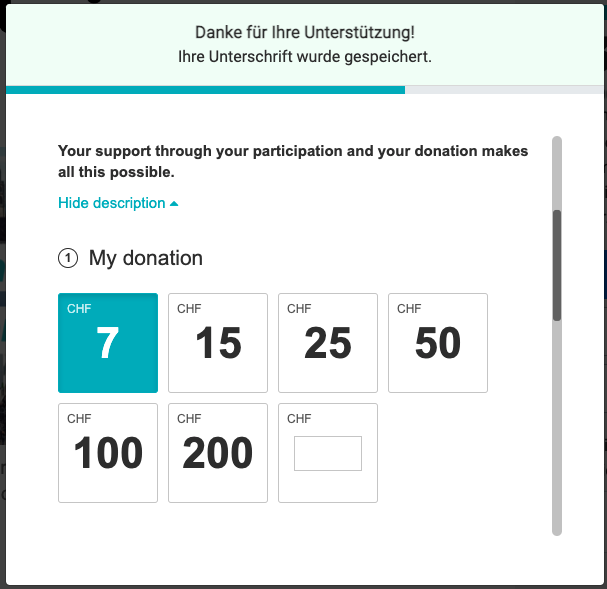 Danke für Ihre Unterstützung!
Ihre Unterschrift wurde gespeichert.
Your support through your participation and your donation makes
all this possible.
Hide description
1 My donation
CHF CHF CHF CHF
7 15 25 50
CHF CHF CHF
100 200